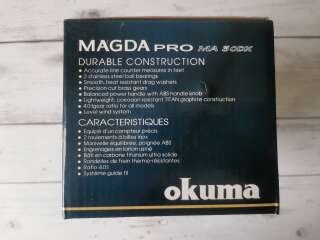 MAGDA PRO MA 30DX
DURABLE CONSTRUCTION
• Accurate line counter measures in feet
• 2 stainless steel ball bearings
• Smooth, heat resistant drag washers
• Precision cut brass gears
• Balanced power handle with ABS handle knob
• Lightweight, corrosion resistant TITAN graphite construction
• 4.0:1 gear ratio for all models
• Level wind system
CARACTERISTIQUES
• Equipé d'un compteur précis
• 2 roulements à billes inox
• Manivelle équilibrée, poignée ABS
• Engrenages en laiton usiné
• Bâti en carbone titanium ultra solide
• Rondelles de frein thermo-résistantes
• Ratio 4.0:1
• Système guide fil
okuma